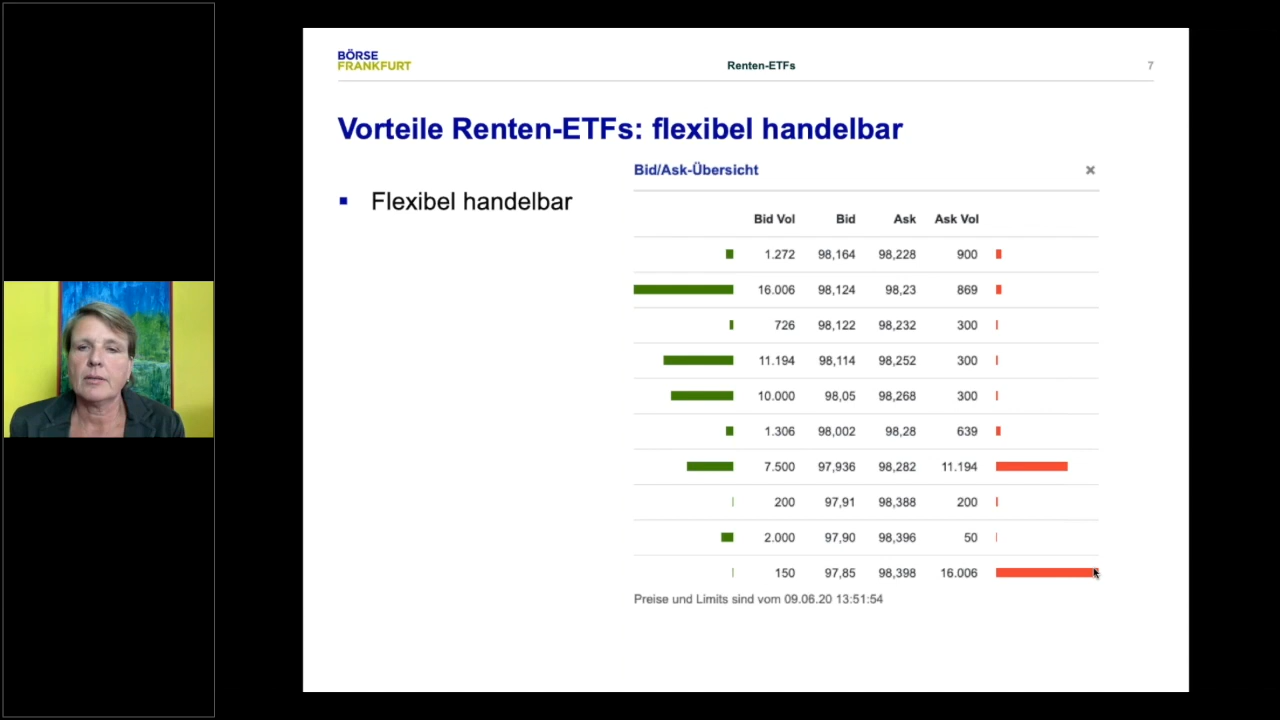 BÖRSE
FRANKFURT
Renten-ETFs
7
Vorteile Renten-ETFs: flexibel handelbar
Flexibel handelbar
Bid/Ask-Übersicht
Bid Vol Bid Ask Ask Vol
1.272 98,164 98,228 900
16.006 98,124 98,23 869
726 98,122 98,232 300
11.194 98,114 98,252 300
10.000 98,05 98,268 300
1.306 98,002 98,28 639
7.500 97,936 98,282 11.194
200 97,91 98,388 200
2.000 97,90 98,396 50
150 97,85 98,398 16.006
Preise und Limits sind vom 09.06.20 13:51:54